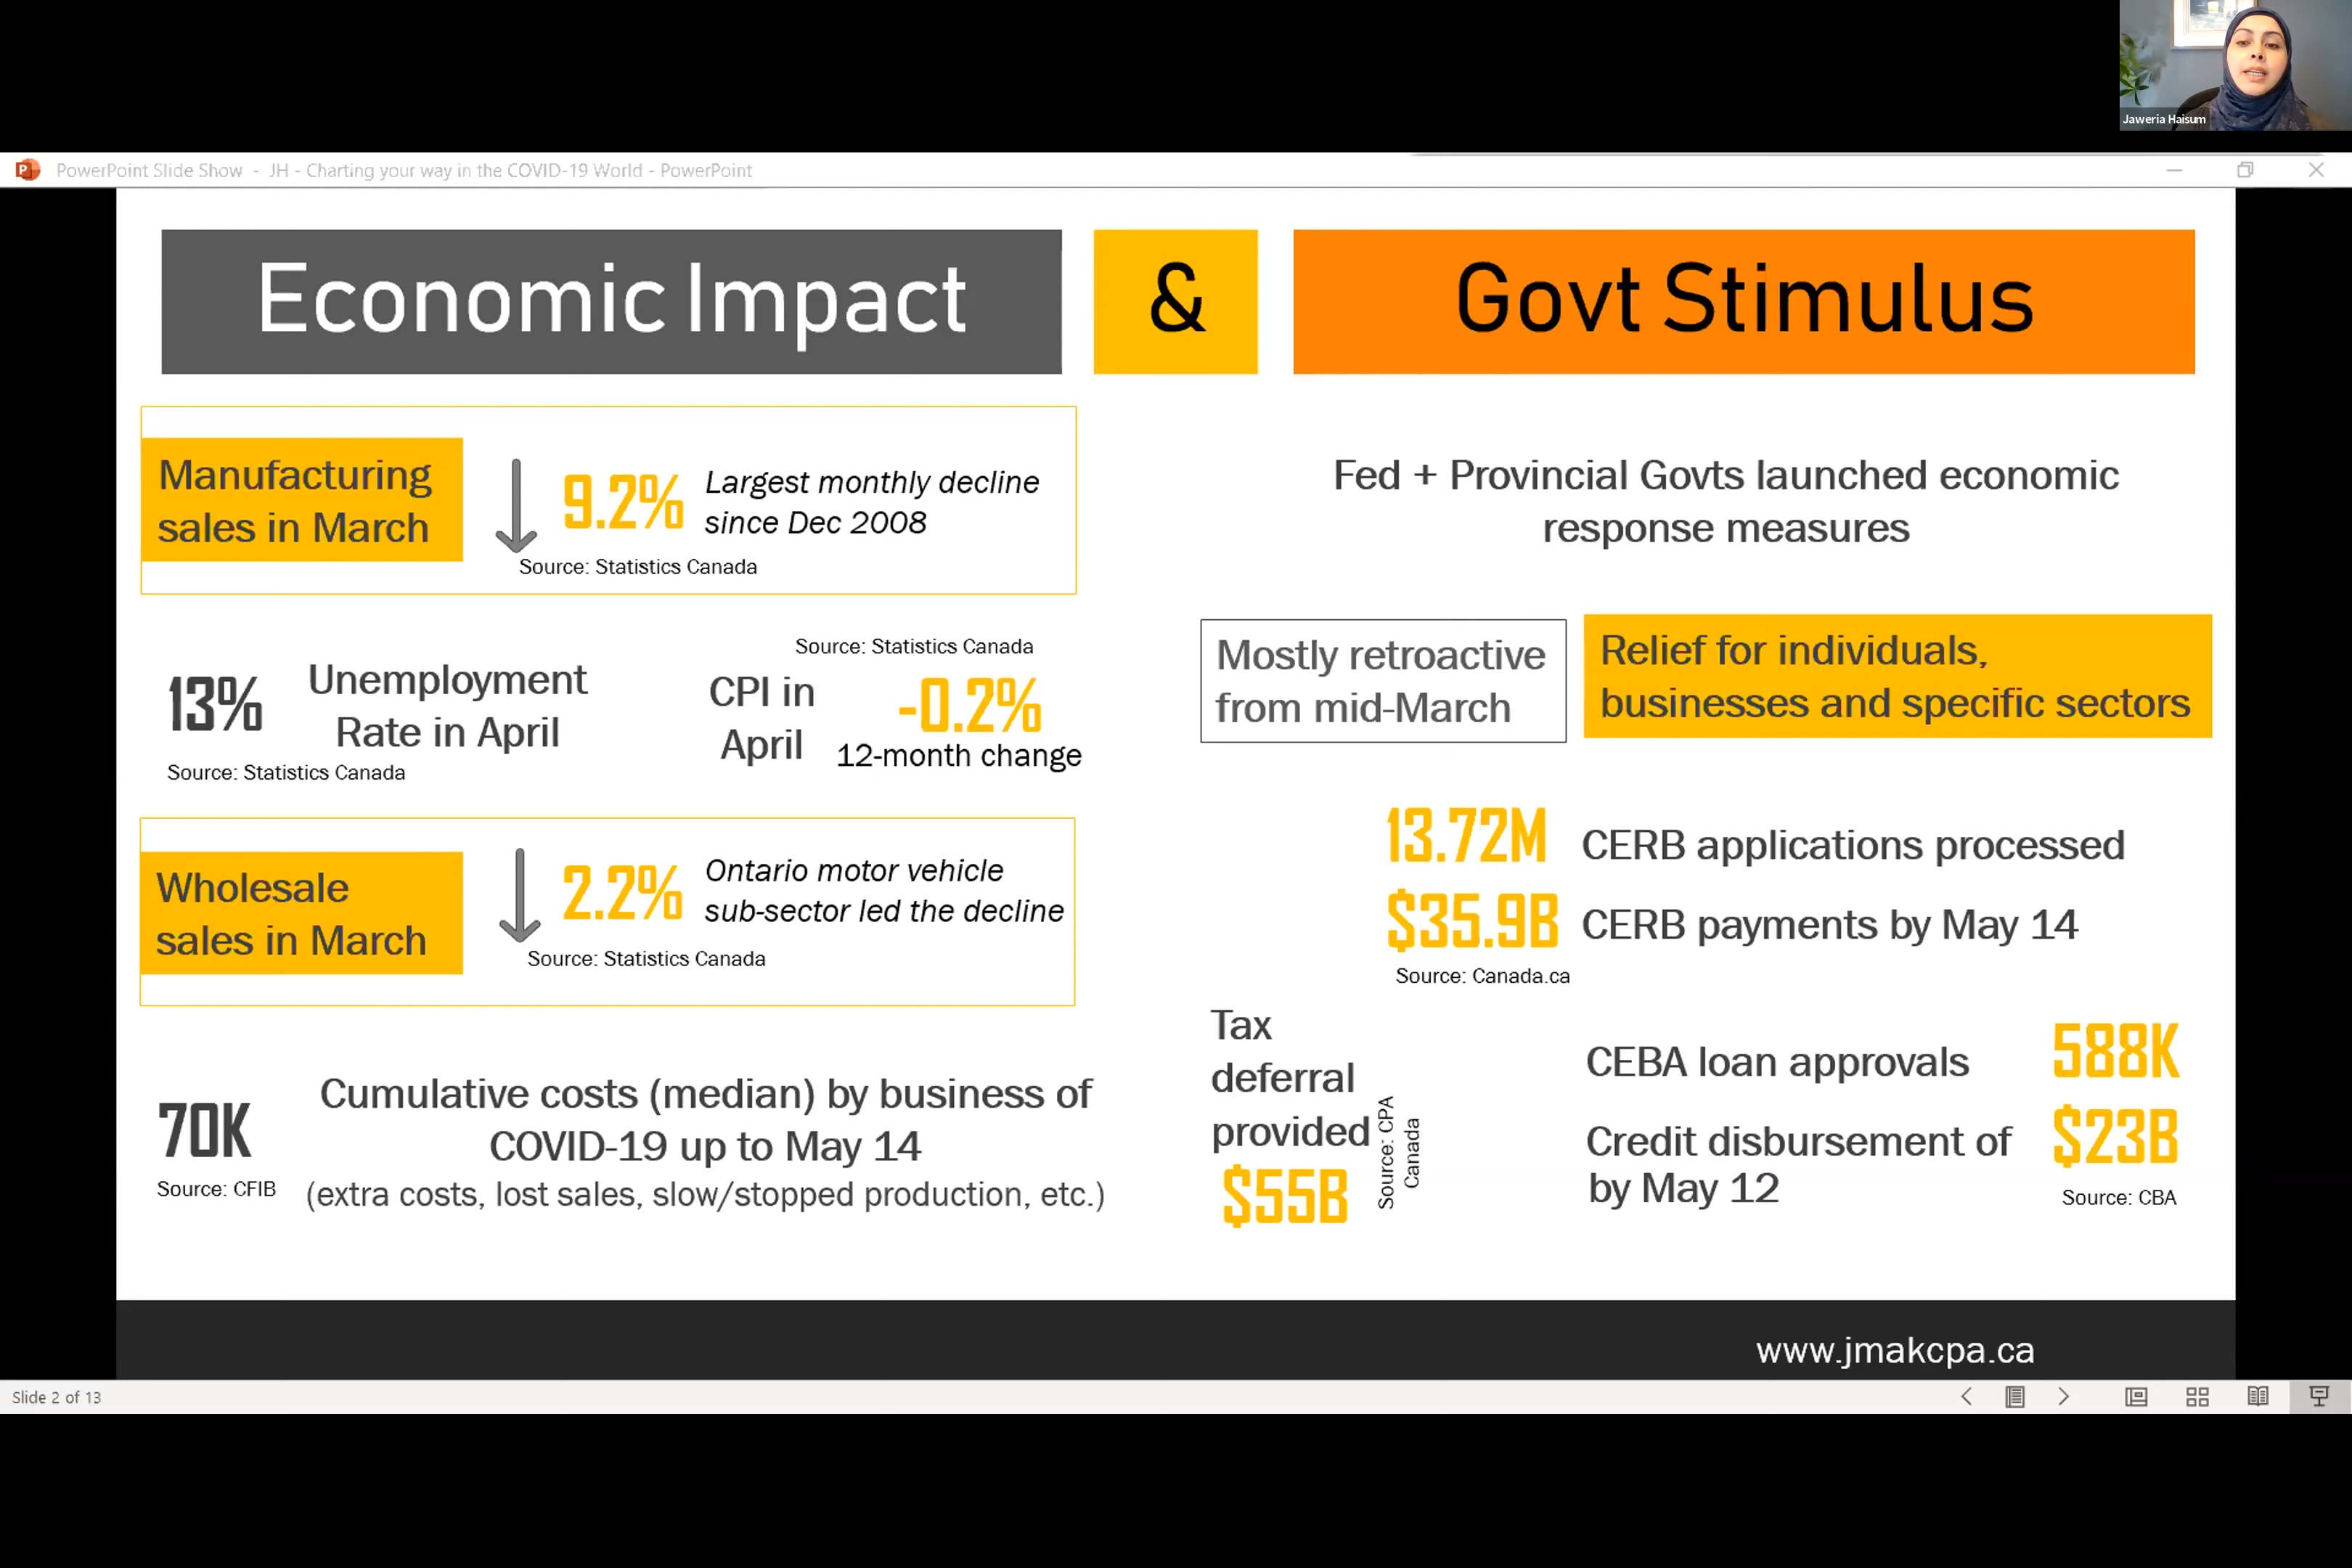 Jaweria Haisum
PowerPoint Slide Show - JH - Charting your way in the COVID-19 World - PowerPoint
Economic Impact
&
Govt Stimulus
Manufacturing
sales in March
9.2%
Largest monthly decline
since Dec 2008
Source: Statistics Canada
13%
Unemployment
Rate in April
Source: Statistics Canada
Source: Statistics Canada
CPI in
April
-0.2%
12-month change
Wholesale
sales in March
2.2%
Ontario motor vehicle
sub-sector led the decline
Source: Statistics Canada
70K
Source: CFIB
Cumulative costs (median) by business of
COVID-19 up to May 14
(extra costs, lost sales, slow/stopped production, etc.)
Fed + Provincial Govts launched economic
response measures
Mostly retroactive
from mid-March
Relief for individuals,
businesses and specific sectors
13.72M
CERB applications processed
$35.9B
CERB payments by May 14
Source: Canada.ca
Tax
deferral
provided
$55B
Source: CPA
Canada
CEBA loan approvals
588K
Credit disbursement of
by May 12
$23B
Source: CBA
www.jmakcpa.ca
Slide 2 of 13